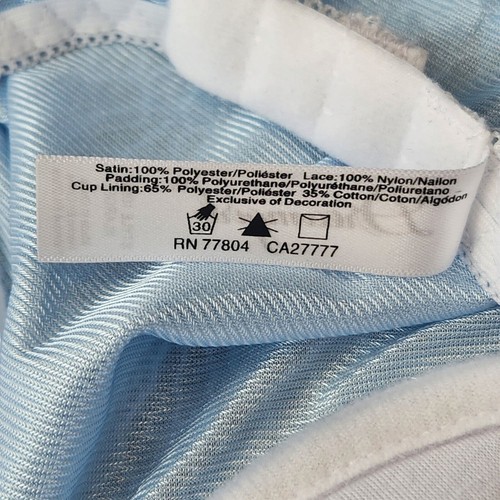 Satin:100% Polyester/Poliéster Lace:100% Nylon/Nailon
Padding:100% Polyurethane/Polyuréthane/Poliuretano
Cup Lining:65% Polyester/Poliéster 35% Cotton/Coton/Algodon
Exclusive of Decoration
30
RN 77804 CA27777